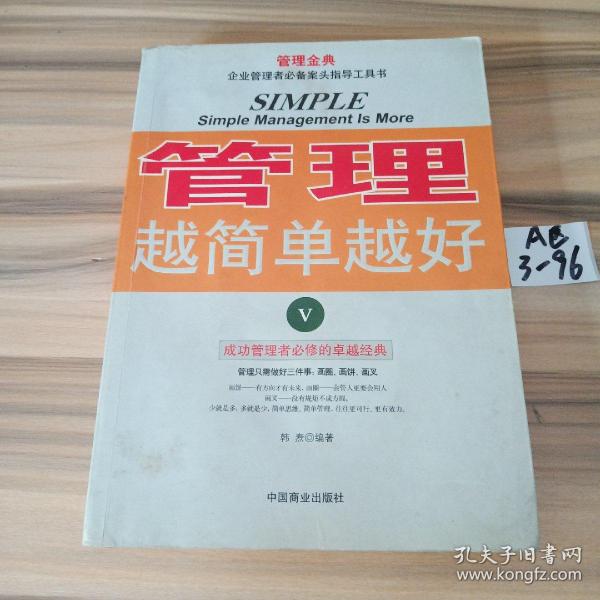 管理金典
企业管理者必备案头指导工具书
SIMPLE
Simple Management Is More
管理
越简单越好
AE
3-96
V
成功管理者必修的卓越经典
管理只需做好三件事:画圈、画饼、画叉
画饼——有方向才有未来,画圈——会管人更要会用人
画叉——没有规矩不成方圆。
少就是多,多就是少,简单思维,简单管理,往往更可行,更有效力。
韩焘◎编著
中国商业出版社
孔夫子旧书网
www.kongfz.com